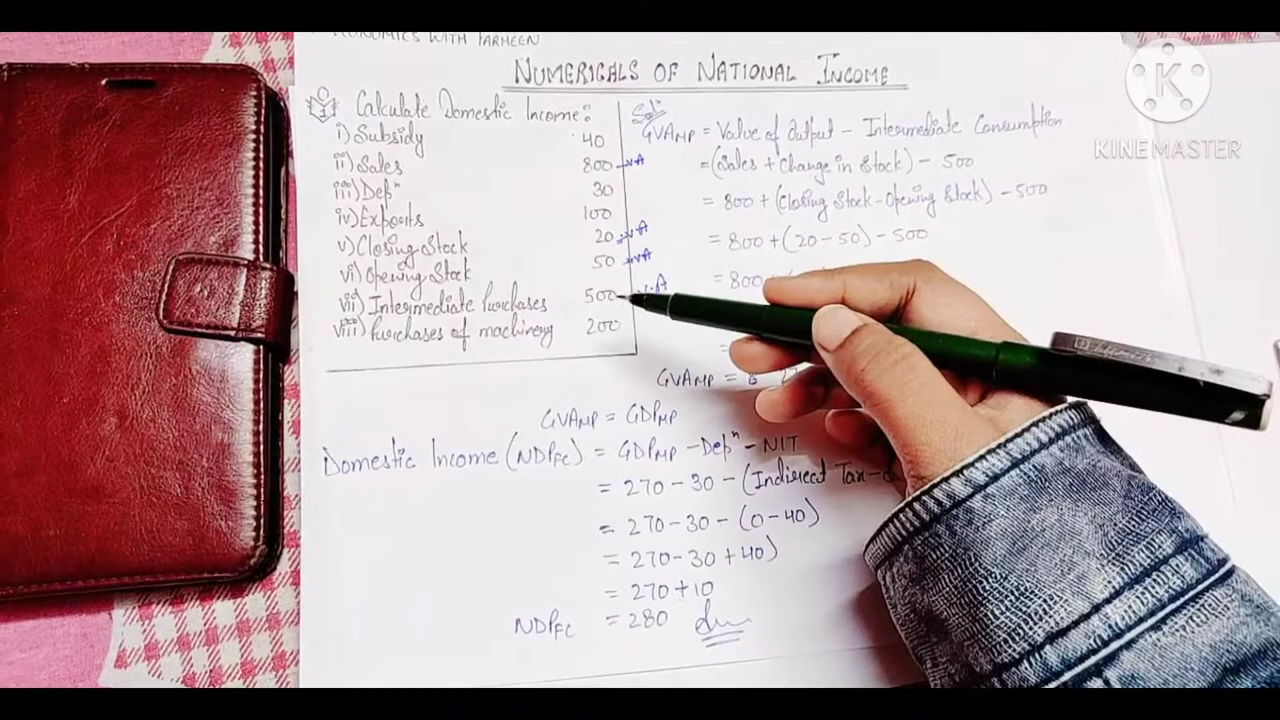 ECONOMICS WITH PARHEEN
NUMERICALS OF NATIONAL INCOME
Calculate Domestic Income:
i) Subsidy 40
ii) Sales 800 VA
iii) Depⁿ 30
iv) Exports 100
v) Closing Stock 20 VA
vi) Opening Stock 50 VA
vii) Intermediate Purchases 500
viii) Purchases of machinery 200
Solⁿ
GVAMP = Value of Output - Intermediate Consumption
= (Sales + Change in Stock) - 500
= 800 + (Closing Stock - Opening Stock) - 500
= 800 + (20 - 50) - 500
= 800
=
GVAMP =
GVAMP = GDPMP
Domestic Income (NDPFC) = GDPMP - Depⁿ - NIT
= 270 - 30 - (Indirect Tax -
= 270 - 30 - (0 - 40)
= 270 - 30 + 40)
= 270 + 10
NDPFC = 280
K
KINEMASTER